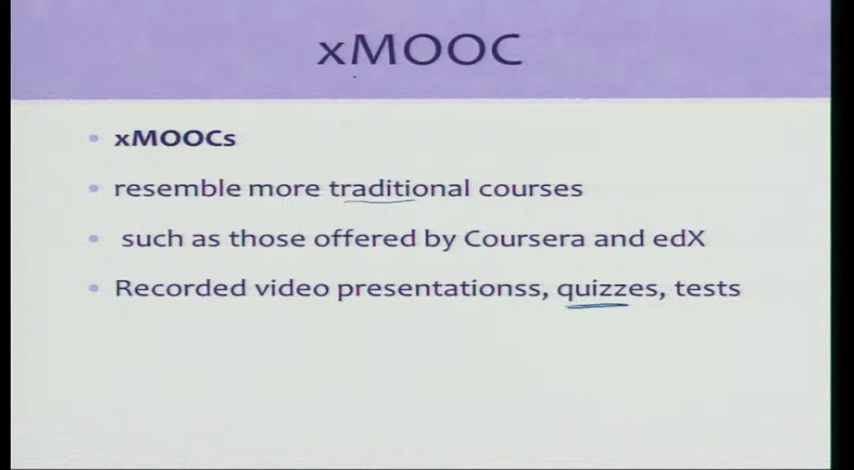 xMOOC
xMOOCs
resemble more traditional courses
such as those offered by Coursera and edX
Recorded video presentationss, quizzes, tests